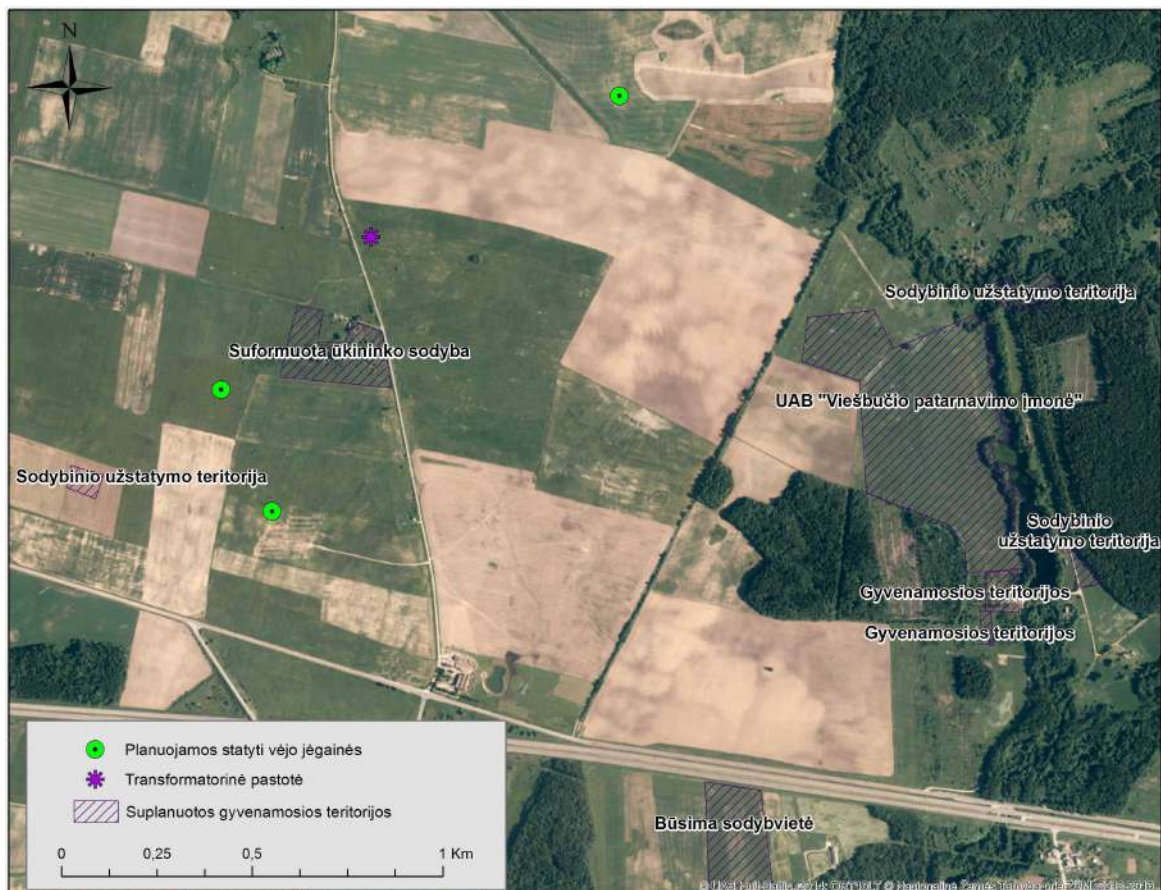 N
Sodybinio užstatymo teritorija
Suformuota ūkininko sodyba
UAB "Viešbučio patarnavimo įmonė"
Sodybinio užstatymo teritorija
Sodybinio
užstatymo teritorija
Gyvenamosios teritorijos
Gyvenamosios teritorijos
Planuojamos statyti vėjo jėgainės
Transformatorinė pastotė
Suplanuotos gyvenamosios teritorijos
0 0,25 0,5 1 Km
Būsima sodybvietė